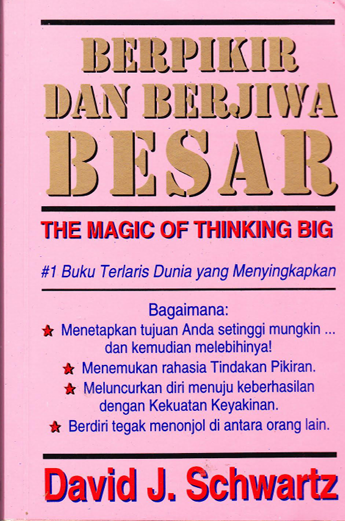 BERPIKIR
DAN BERJIWA
BESAR
THE MAGIC OF THINKING BIG
#1 Buku Terlaris Dunia yang Menyingkapkan
Bagaimana:
Menetapkan tujuan Anda setinggi mungkin ...
dan kemudian melebihinya!
Menemukan rahasia Tindakan Pikiran.
Meluncurkan diri menuju keberhasilan
dengan Kekuatan Keyakinan.
Berdiri tegak menonjol di antara orang lain.
David J. Schwartz